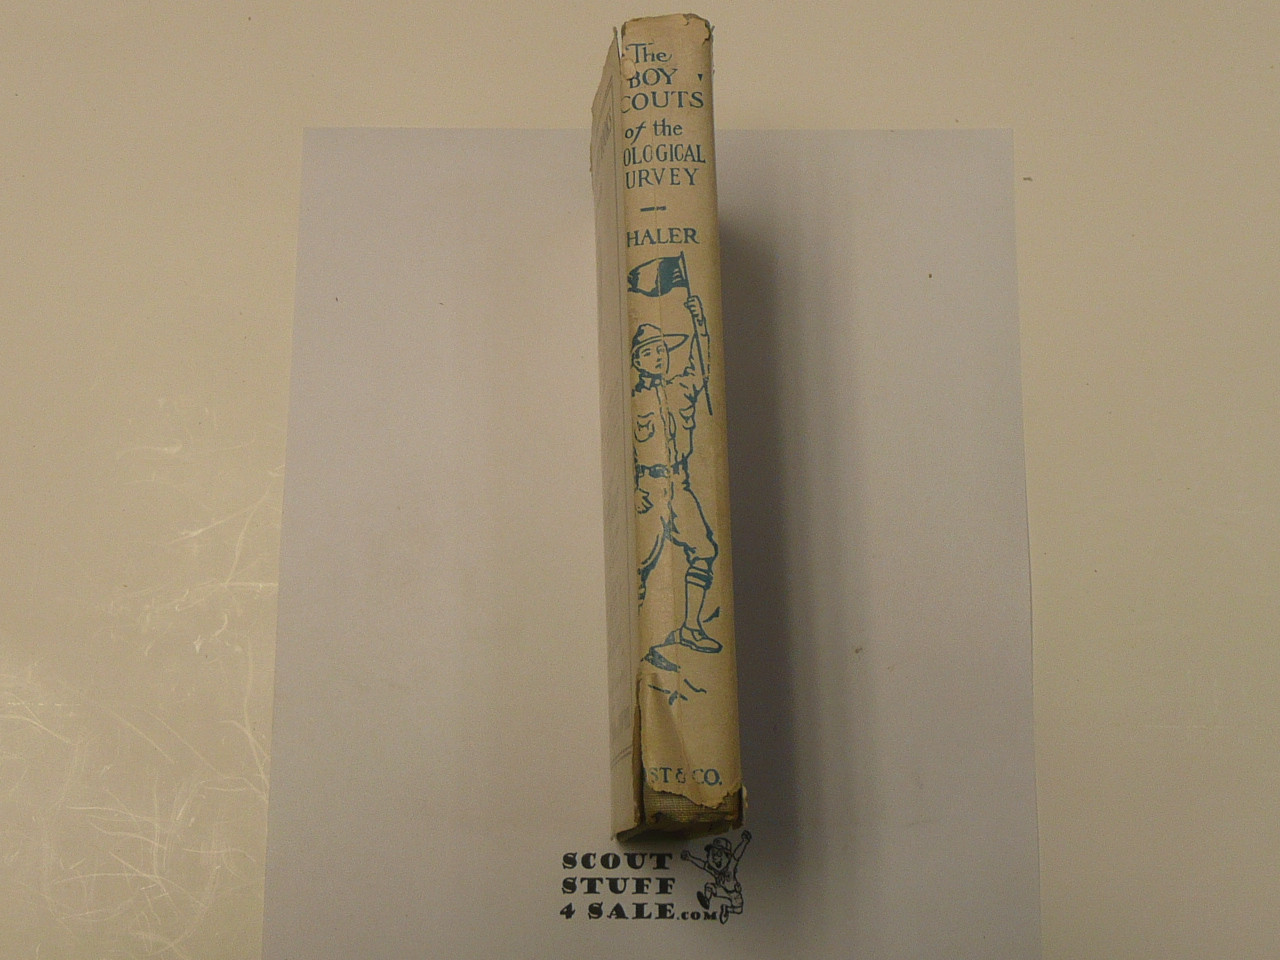 The
BOY
COUTS
of the
OLOGICAL
URVEY
HALER
ST & CO.
SCOUT
STUFF
4 SALE.COM